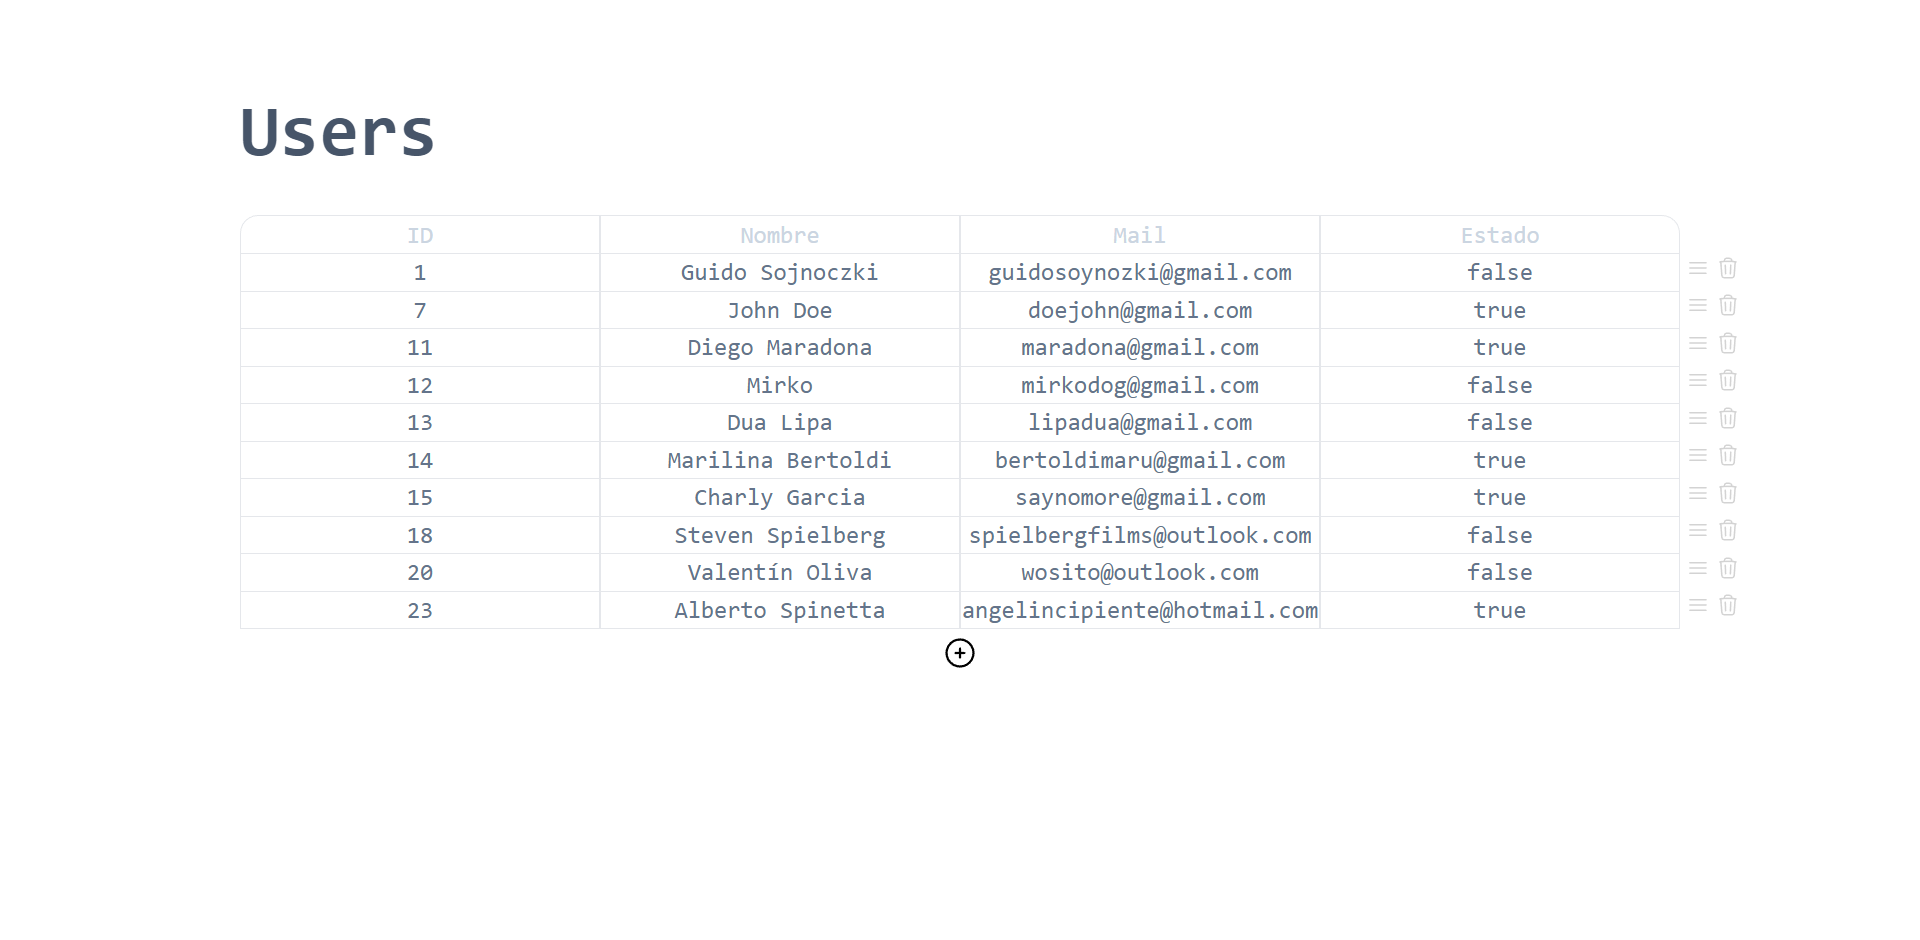 Users
ID Nombre Mail Estado
1 Guido Sojnoczki guidosoynozki@gmail.com false
7 John Doe doejohn@gmail.com true
11 Diego Maradona maradona@gmail.com true
12 Mirko mirkodog@gmail.com false
13 Dua Lipa lipadua@gmail.com false
14 Marilina Bertoldi bertoldimaru@gmail.com true
15 Charly Garcia saynomore@gmail.com true
18 Steven Spielberg spielbergfilms@outlook.com false
20 Valentín Oliva wosito@outlook.com false
23 Alberto Spinetta angelincipiente@hotmail.com true